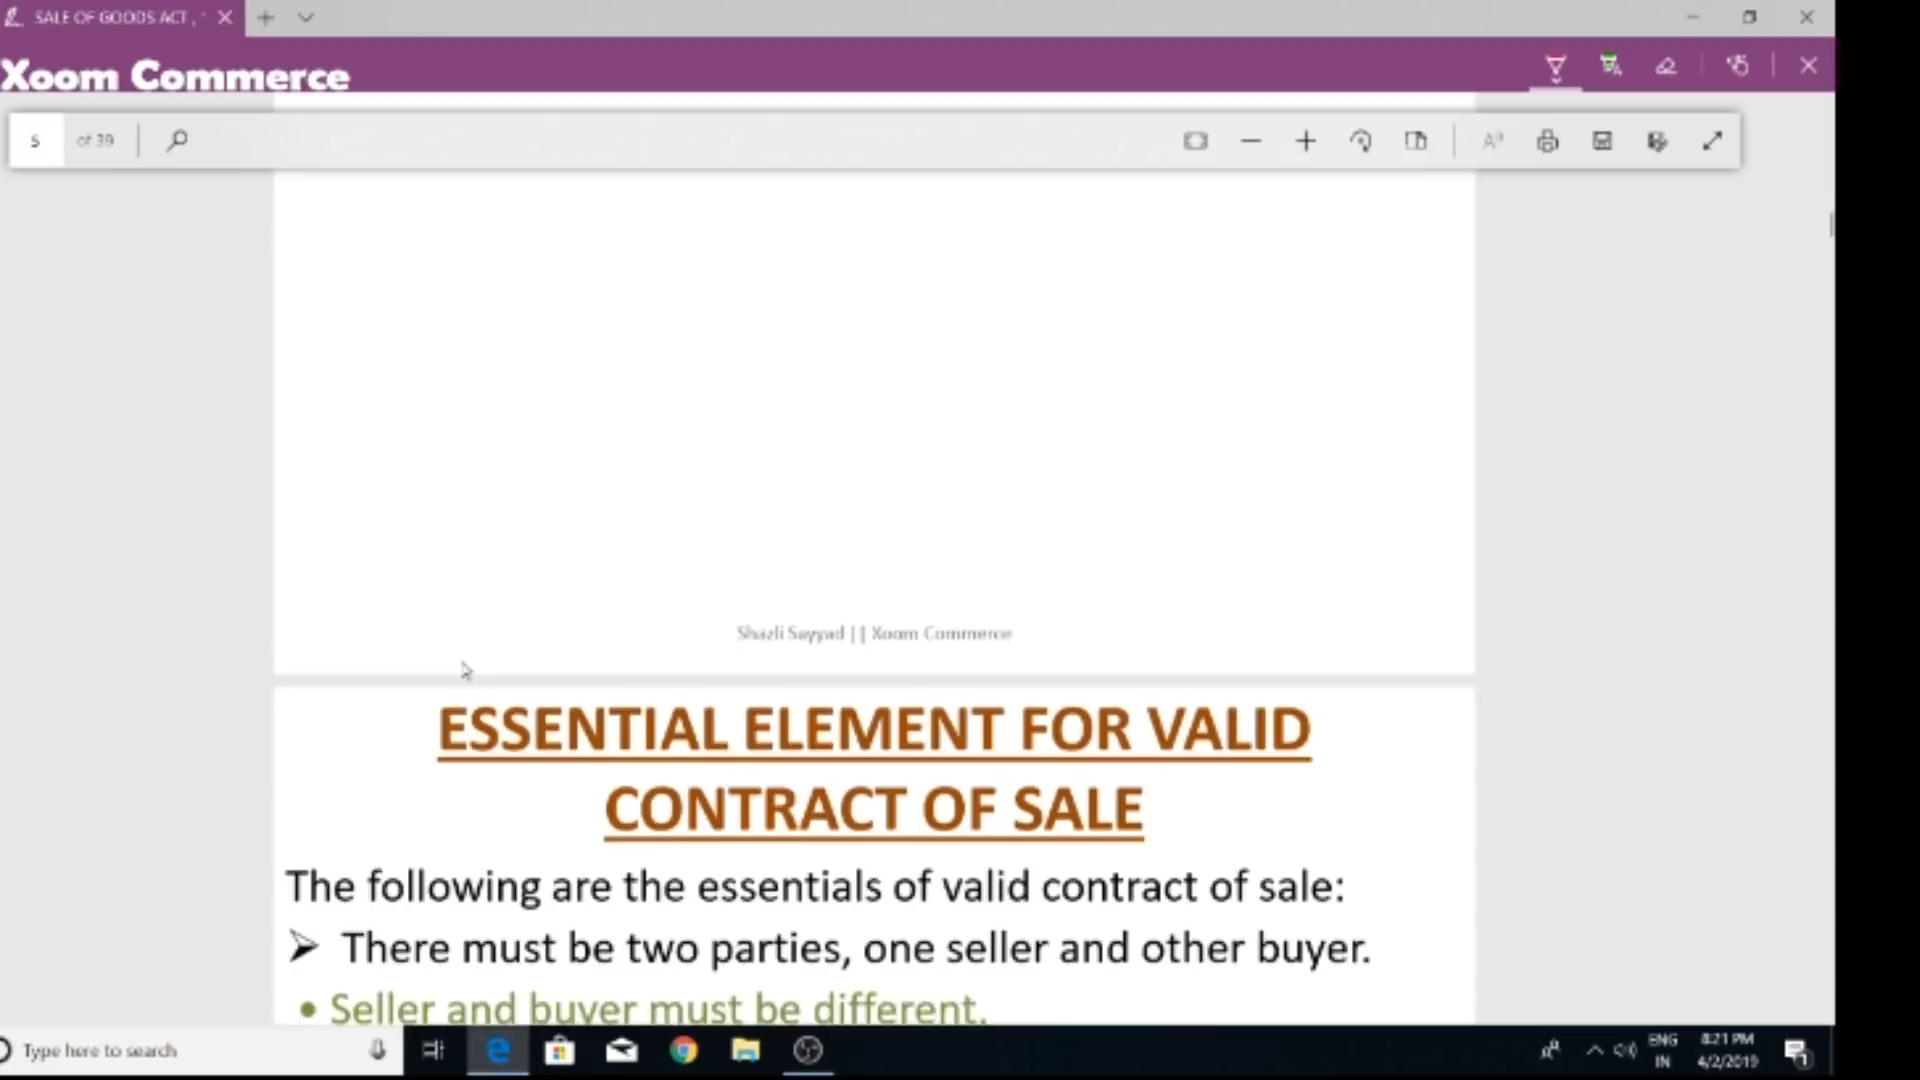 SALE OF GOODS ACT ,
Xoom Commerce
5 of 39
Shazli Sayyad || Xoom Commerce
ESSENTIAL ELEMENT FOR VALID
CONTRACT OF SALE
The following are the essentials of valid contract of sale:
➢ There must be two parties, one seller and other buyer.
• Seller and buyer must be different.
Type here to search
ENG
IN
8:21 PM
4/2/2019